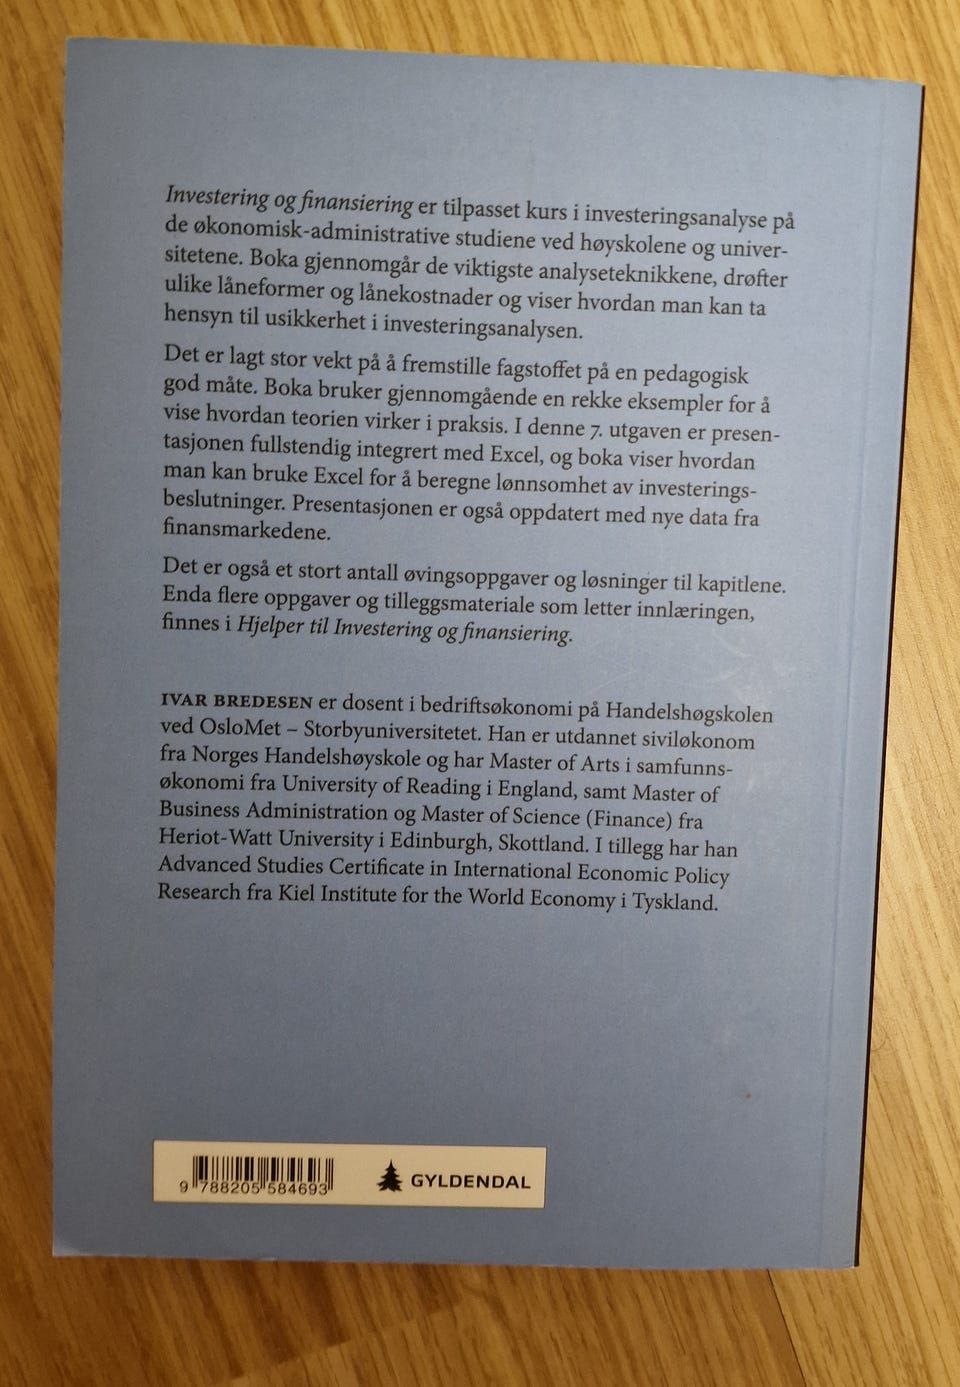 Investering og finansiering er tilpasset kurs i investeringsanalyse på
de økonomisk-administrative studiene ved høyskolene og univer-
sitetene. Boka gjennomgår de viktigste analyseteknikkene, drøfter
ulike låneformer og lånekostnader og viser hvordan man kan ta
hensyn til usikkerhet i investeringsanalysen.
Det er lagt stor vekt på å fremstille fagstoffet på en pedagogisk
god måte. Boka bruker gjennomgående en rekke eksempler for å
vise hvordan teorien virker i praksis. I denne 7. utgaven er presen-
tasjonen fullstendig integrert med Excel, og boka viser hvordan
man kan bruke Excel for å beregne lønnsomhet av investerings-
beslutninger. Presentasjonen er også oppdatert med nye data fra
finansmarkedene.
Det er også et stort antall øvingsoppgaver og løsninger til kapitlene.
Enda flere oppgaver og tilleggsmateriale som letter innlæringen,
finnes i Hjelper til Investering og finansiering.
IVAR BREDESEN er dosent i bedriftsøkonomi på Handelshøgskolen
ved OsloMet – Storbyuniversitetet. Han er utdannet siviløkonom
fra Norges Handelshøyskole og har Master of Arts i samfunns-
økonomi fra University of Reading i England, samt Master of
Business Administration og Master of Science (Finance) fra
Heriot-Watt University i Edinburgh, Skottland. I tillegg har han
Advanced Studies Certificate in International Economic Policy
Research fra Kiel Institute for the World Economy i Tyskland.
9 788205 584693
GYLDENDAL